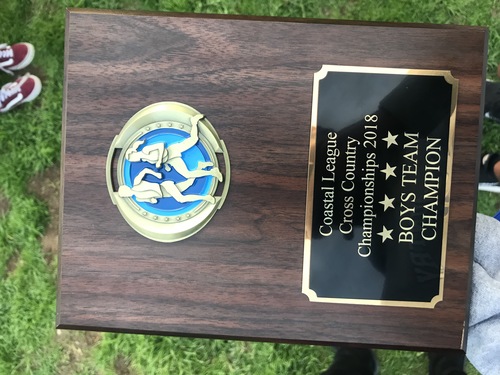 Coastal League
Cross Country
Championships 2018
★ ★ ★ ★
BOYS TEAM
CHAMPION